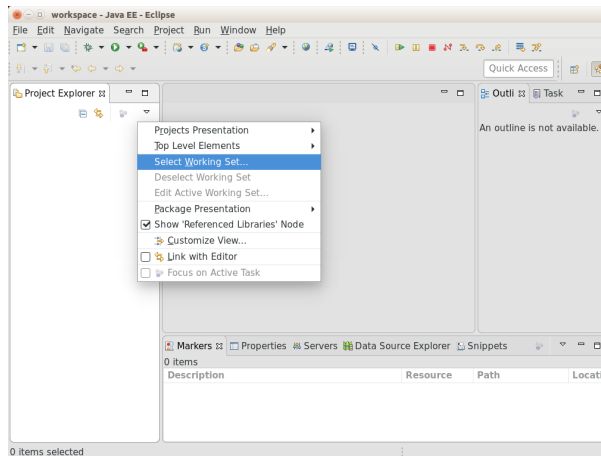 workspace - Java EE - Eclipse
File Edit Navigate Search Project Run Window Help
Quick Access
Project Explorer
Outli Task
An outline is not available.
Projects Presentation
Top Level Elements
Select Working Set...
Deselect Working Set
Edit Active Working Set...
Package Presentation
Show 'Referenced Libraries' Node
Customize View...
Link with Editor
Focus on Active Task
Markers Properties Servers Data Source Explorer Snippets
0 items
Description Resource Path Locati
0 items selected